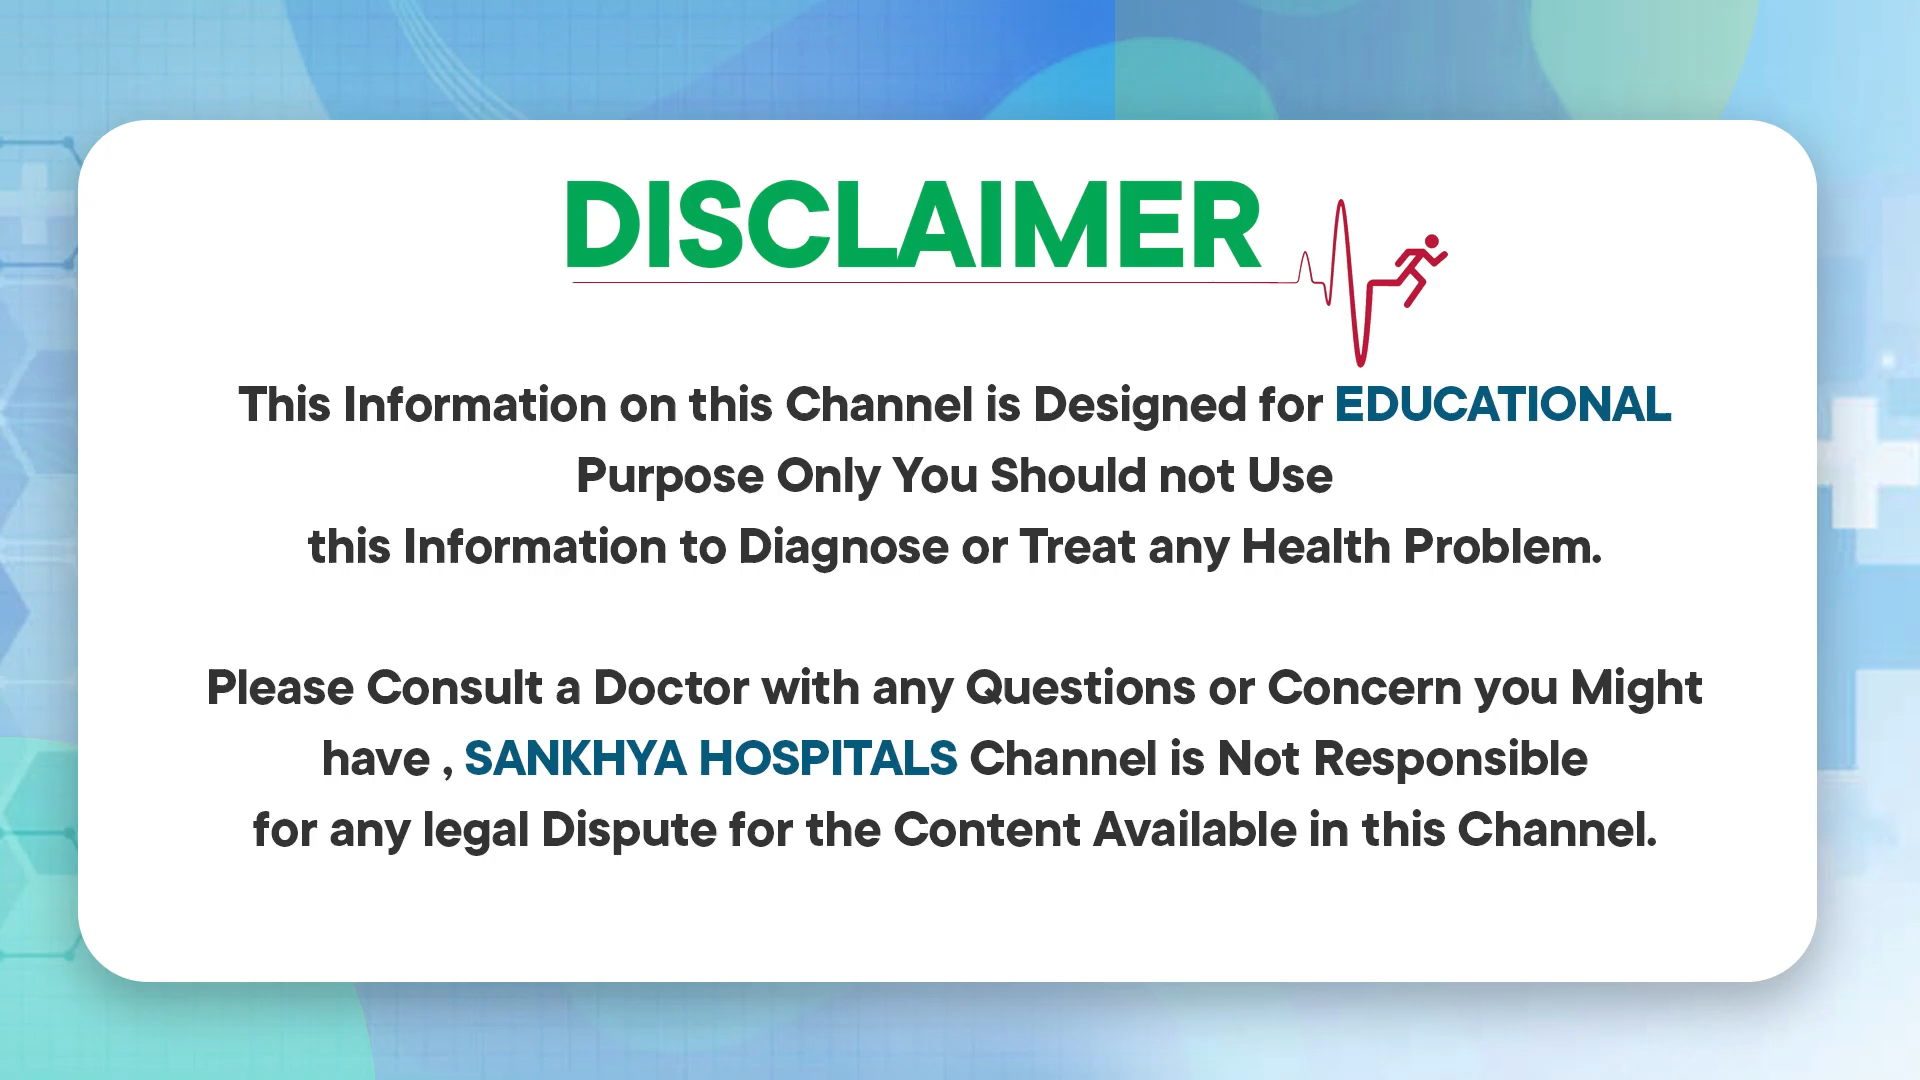 DISCLAIMER
This Information on this Channel is Designed for EDUCATIONAL
Purpose Only You Should not Use
this Information to Diagnose or Treat any Health Problem.
Please Consult a Doctor with any Questions or Concern you Might
have , SANKHYA HOSPITALS Channel is Not Responsible
for any legal Dispute for the Content Available in this Channel.